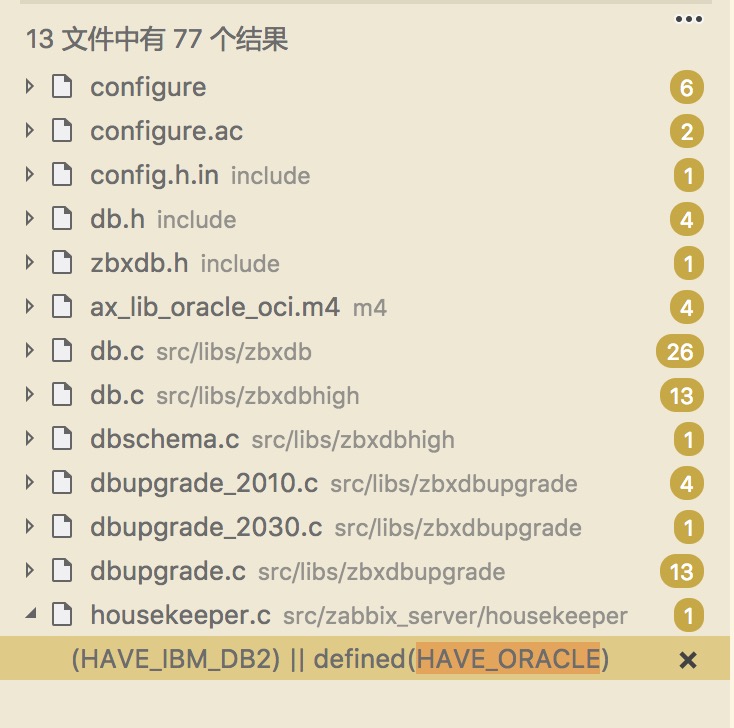 13 文件中有 77 个结果
configure 6
configure.ac 2
config.h.in include 1
db.h include 4
zbxdb.h include 1
ax_lib_oracle_oci.m4 m4 4
db.c src/libs/zbxdb 26
db.c src/libs/zbxdbhigh 13
dbschema.c src/libs/zbxdbhigh 1
dbupgrade_2010.c src/libs/zbxdbupgrade 4
dbupgrade_2030.c src/libs/zbxdbupgrade 1
dbupgrade.c src/libs/zbxdbupgrade 13
housekeeper.c src/zabbix_server/housekeeper 1
(HAVE_IBM_DB2) || defined(HAVE_ORACLE)